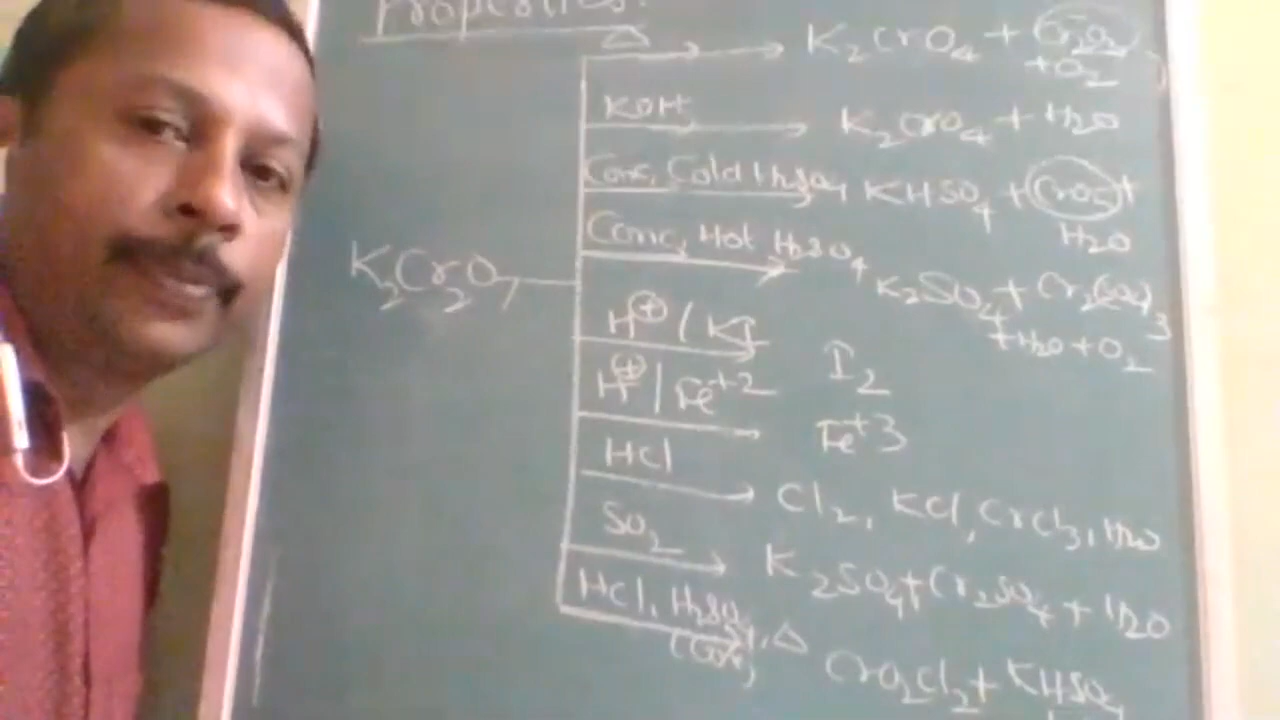 Properties:
Δ K2CrO4 + Cr2O3
+O2
KOH K2CrO4 + H2O
Conc, Cold H2SO4 KHSO4 + CrO5 +
H2O
Conc, Hot H2SO4
K2SO4 + Cr2(SO4)3
+ H2O + O2
K2Cr2O7
H⊕ / KI I2
H⊕ | Fe+2 Fe+3
HCl Cl2, KCl, CrCl3, H2O
SO2 K2SO4 + Cr2SO4 + H2O
HCl, H2SO4, Δ
(Conc) CrO2Cl2 + KHSO4